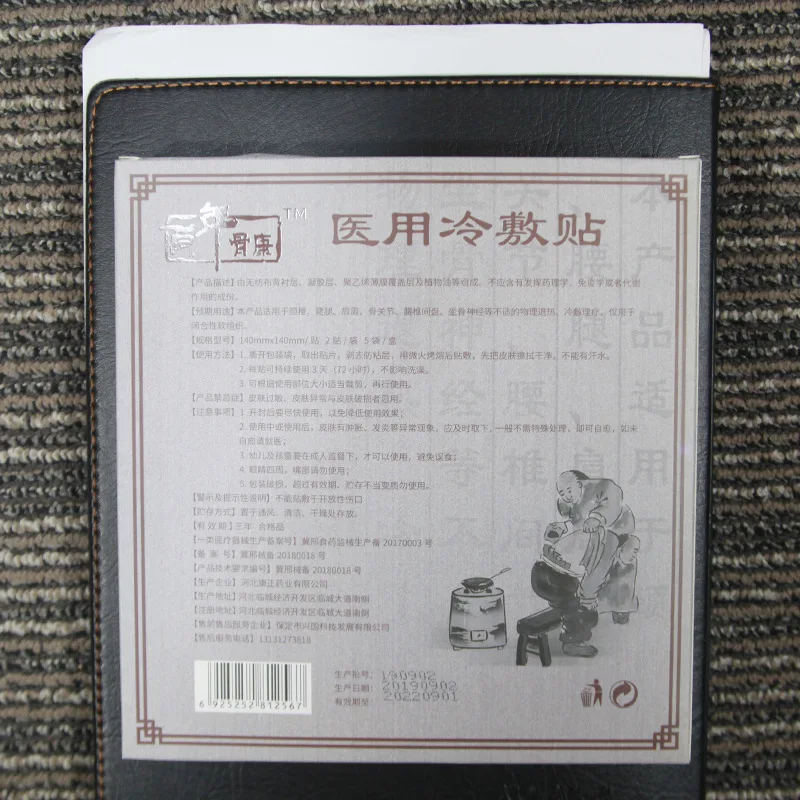 百年 骨康 TM
医用冷敷贴
【产品描述】由无纺布背衬层、凝胶层、聚乙烯薄膜覆盖层及植物油等组成。不应含有发挥药理学、免疫学或者代谢
作用的成份。
【预期用途】本产品适用于颈椎、腰腿、肩周、骨关节、腰椎间盘、坐骨神经等不适的物理退热、冷敷理疗。仅用于
闭合性软组织。
【规格型号】140mmx140mm/贴 2贴/袋 5袋/盒
【使用方法】1. 撕开包装袋，取出贴片，剥去防粘层，用微火烤熔后贴敷。先把皮肤擦拭干净，不能有汗水。
2. 每贴可持续使用3天（72小时），不影响洗澡。
3. 可根据使用部位大小适当裁剪，再行使用。
【产品禁忌症】皮肤过敏、皮肤异常与皮肤破损者忌用。
【注意事项】1. 开封后要尽快使用，以免降低使用效果；
2. 使用中或使用后，皮肤有肿胀、发炎等异常现象，应及时取下，一般不需特殊处理，即可自愈，如未
自愈请就医；
3. 幼儿及孩童要在成人监督下，才可以使用，避免误食；
4. 眼睛四周，嘴部请勿使用；
5. 包装破损，超过有效期、贮存不当变质勿使用。
【警示及提示性说明】不能贴敷于开放性伤口
【贮存方式】置于通风、清洁、干燥处存放。
【有效期】三年 合格品
【一类医疗器械生产备案号】冀邢食药监械生产备20170003号
【备案号】冀邢械备20180018号
【产品技术要求编号】冀邢械备20180018号
【生产企业】河北康正药业有限公司
【生产地址】河北临城经济开发区临城大道南侧
【注册地址】河北临城经济开发区临城大道南侧
【售前售后服务企业】保定市兴国科技发展有限公司
【售后服务电话】13131273818
6 925252 812567
生产批号: 190902
生产日期: 20190902
有效期至: 20220901